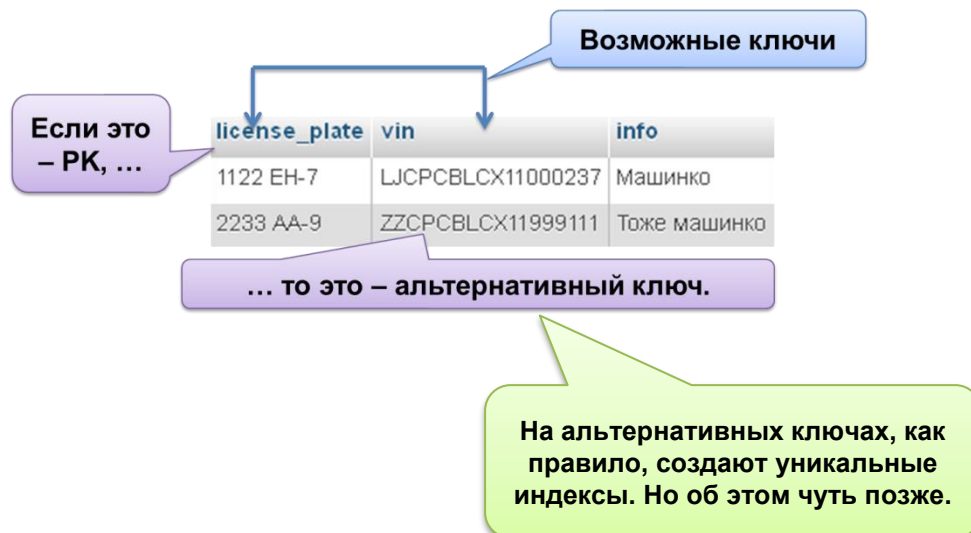 Возможные ключи
Если это
– PK, …
license_plate vin info
1122 EH-7 LJCPCBLCX11000237 Машинко
2233 AA-9 ZZCPCBLCX11999111 Тоже машинко
… то это – альтернативный ключ.
На альтернативных ключах, как
правило, создают уникальные
индексы. Но об этом чуть позже.